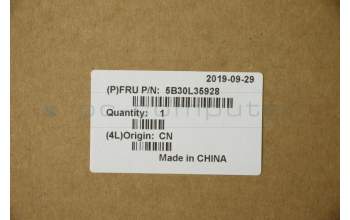 2019-09-29
(P)FRU P/N: 5B30L35928
Quantity: 1
(4L)Origin: CN
Made in CHINA